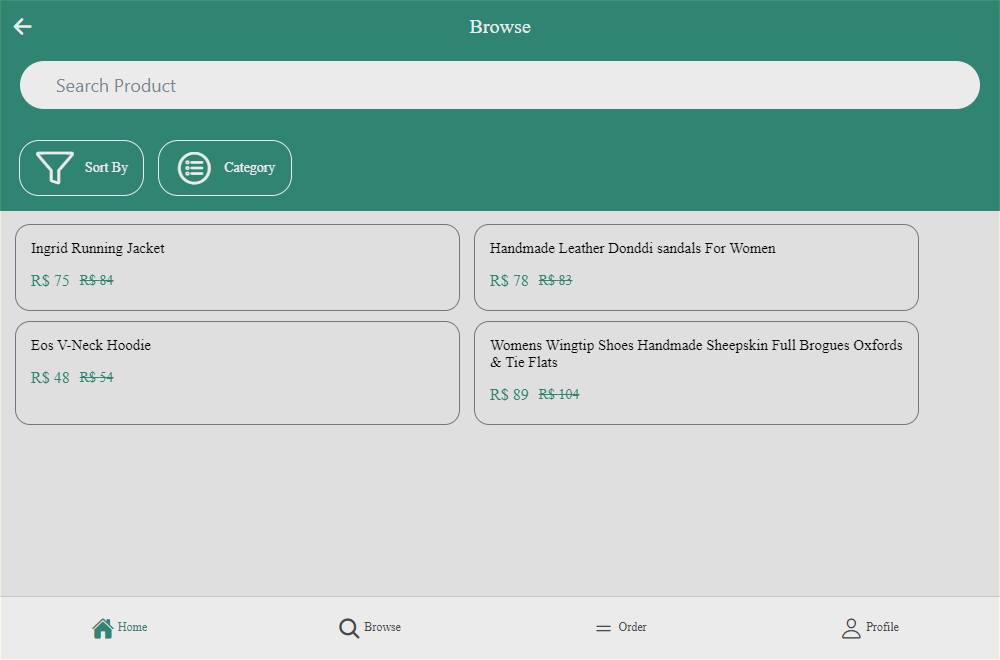 Browse
Search Product
Sort By
Category
Ingrid Running Jacket
R$ 75 R$ 84
Handmade Leather Donddi sandals For Women
R$ 78 R$ 83
Eos V-Neck Hoodie
R$ 48 R$ 54
Womens Wingtip Shoes Handmade Sheepskin Full Brogues Oxfords
& Tie Flats
R$ 89 R$ 104
Home
Browse
Order
Profile